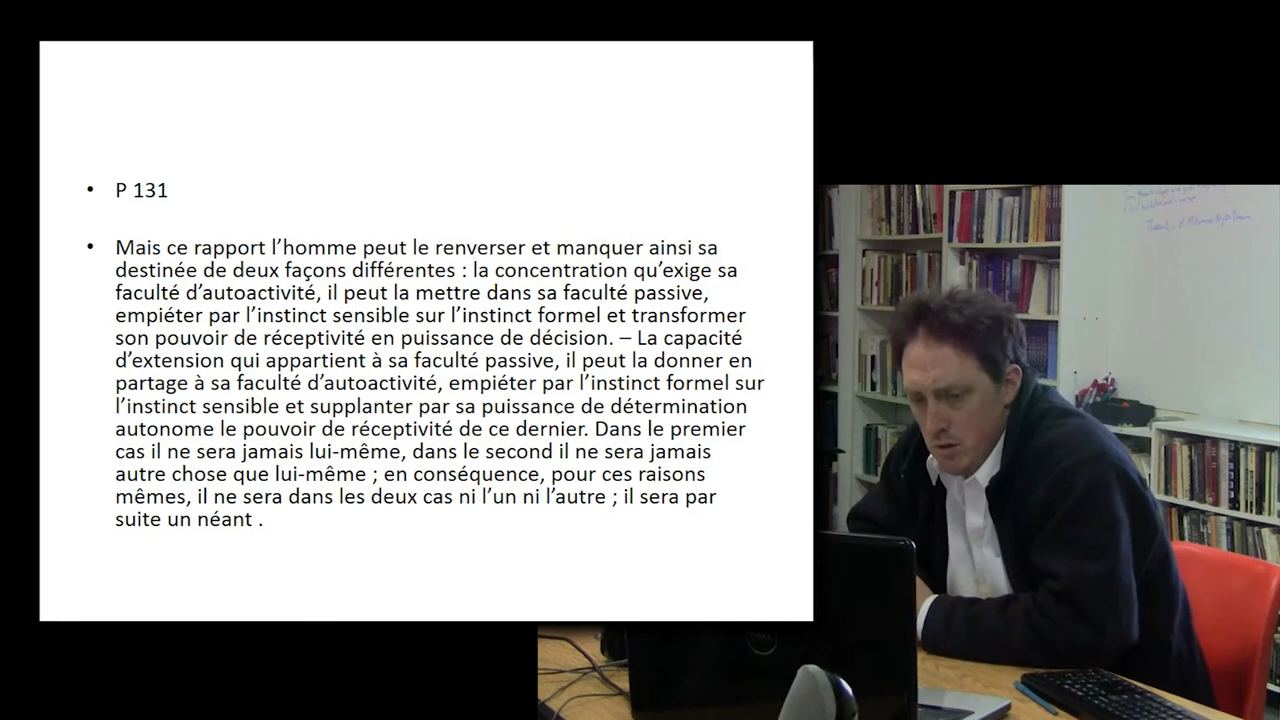 • P 131
• Mais ce rapport l’homme peut le renverser et manquer ainsi sa
destinée de deux façons différentes : la concentration qu’exige sa
faculté d’autoactivité, il peut la mettre dans sa faculté passive,
empiéter par l’instinct sensible sur l’instinct formel et transformer
son pouvoir de réceptivité en puissance de décision. – La capacité
d’extension qui appartient à sa faculté passive, il peut la donner en
partage à sa faculté d’autoactivité, empiéter par l’instinct formel sur
l’instinct sensible et supplanter par sa puissance de détermination
autonome le pouvoir de réceptivité de ce dernier. Dans le premier
cas il ne sera jamais lui-même, dans le second il ne sera jamais
autre chose que lui-même ; en conséquence, pour ces raisons
mêmes, il ne sera dans les deux cas ni l’un ni l’autre ; il sera par
suite un néant .